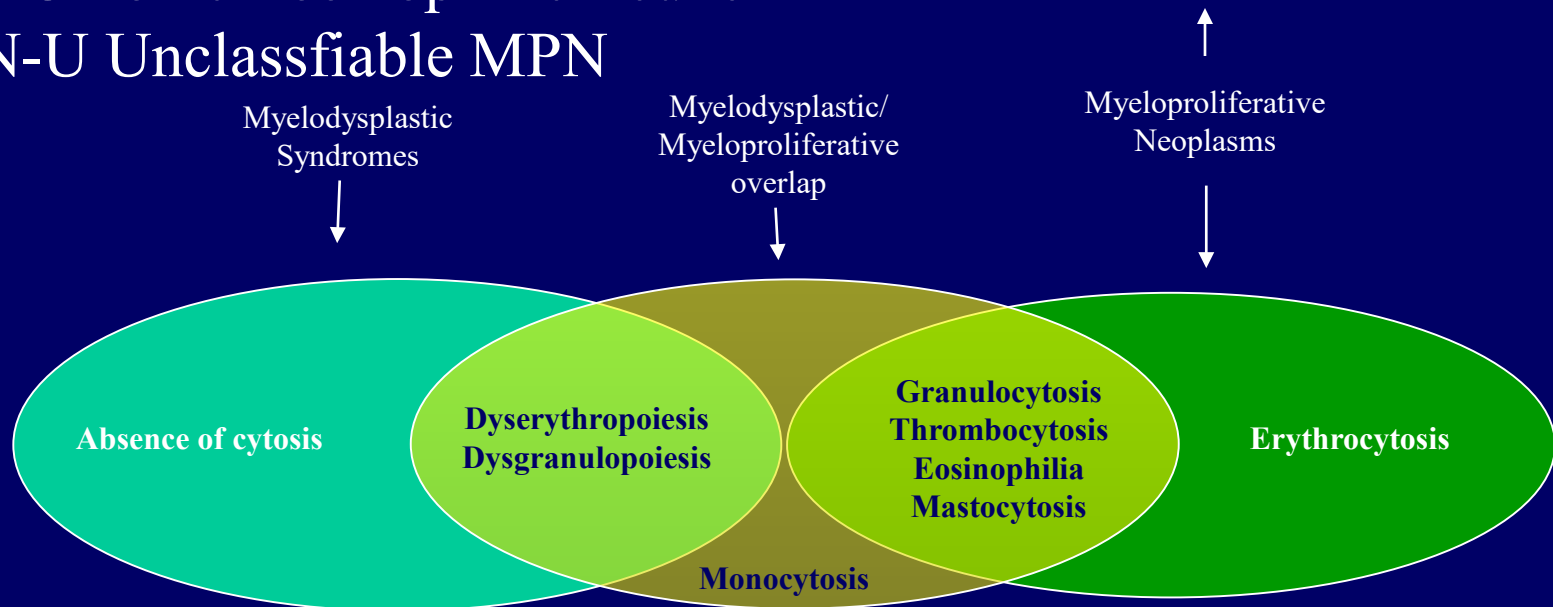 N-U Unclassfiable MPN
Myelodysplastic
Syndromes
Myelodysplastic/
Myeloproliferative
overlap
Myeloproliferative
Neoplasms
Absence of cytosis
Dyserythropoiesis
Dysgranulopoiesis
Granulocytosis
Thrombocytosis
Eosinophilia
Mastocytosis
Erythrocytosis
Monocytosis